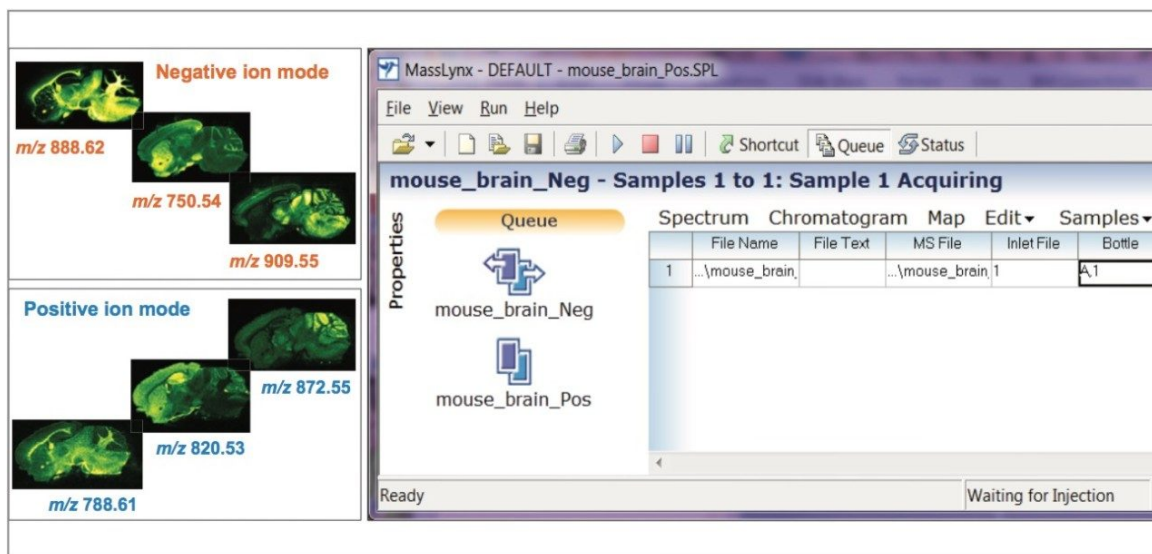 Negative ion mode
m/z 888.62
m/z 750.54
m/z 909.55
Positive ion mode
m/z 872.55
m/z 820.53
m/z 788.61
MassLynx - DEFAULT - mouse_brain_Pos.SPL
File View Run Help
Shortcut Queue Status
mouse_brain_Neg - Samples 1 to 1: Sample 1 Acquiring
Properties
Queue
mouse_brain_Neg
mouse_brain_Pos
Spectrum Chromatogram Map Edit Samples
File Name File Text MS File Inlet File Bottle
1 ...\mouse_brain_ ...\mouse_brain_ 1 A,1
Ready Waiting for Injection